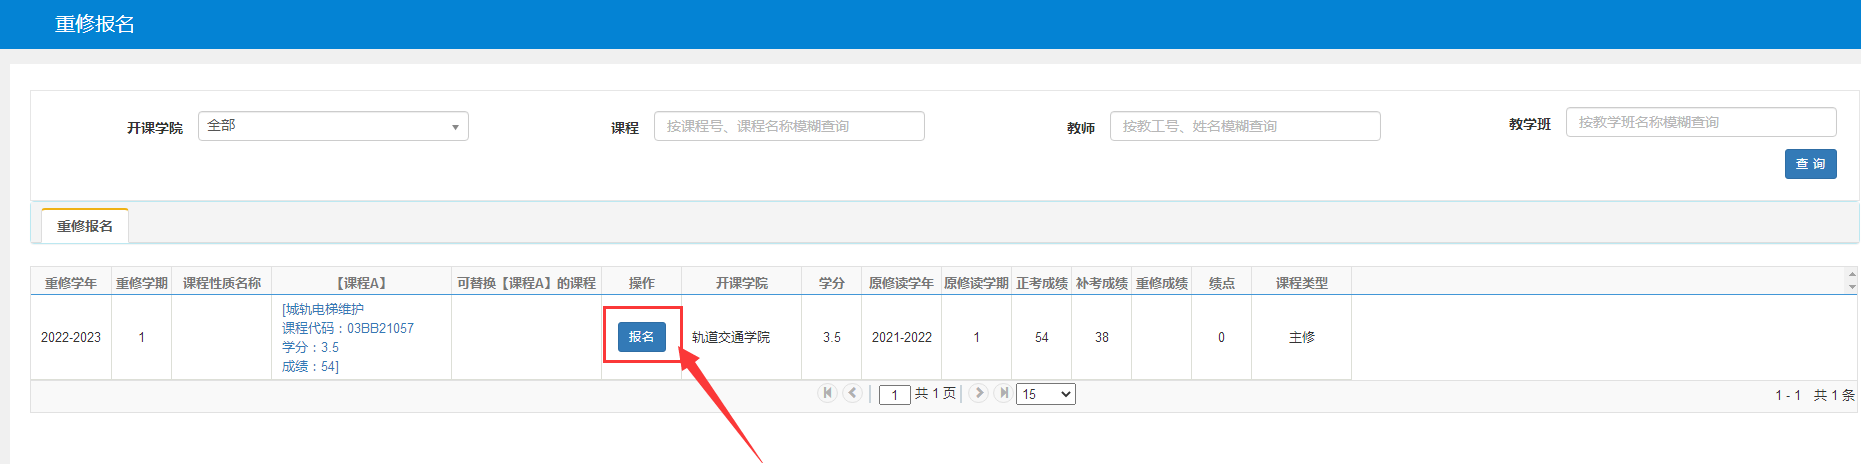 重修报名
开课学院 全部 课程 按课程号、课程名称模糊查询 教师 按教工号、姓名模糊查询 教学班 按教学班名称模糊查询
查 询
重修报名
重修学年 重修学期 课程性质名称 【课程A】 可替换【课程A】的课程 操作 开课学院 学分 原修读学年 原修读学期 正考成绩 补考成绩 重修成绩 绩点 课程类型
2022-2023 1 [城轨电梯维护
课程代码：03BB21057
学分：3.5
成绩：54]
报名 轨道交通学院 3.5 2021-2022 1 54 38 0 主修
1 共 1 页 15 1 - 1 共 1 条